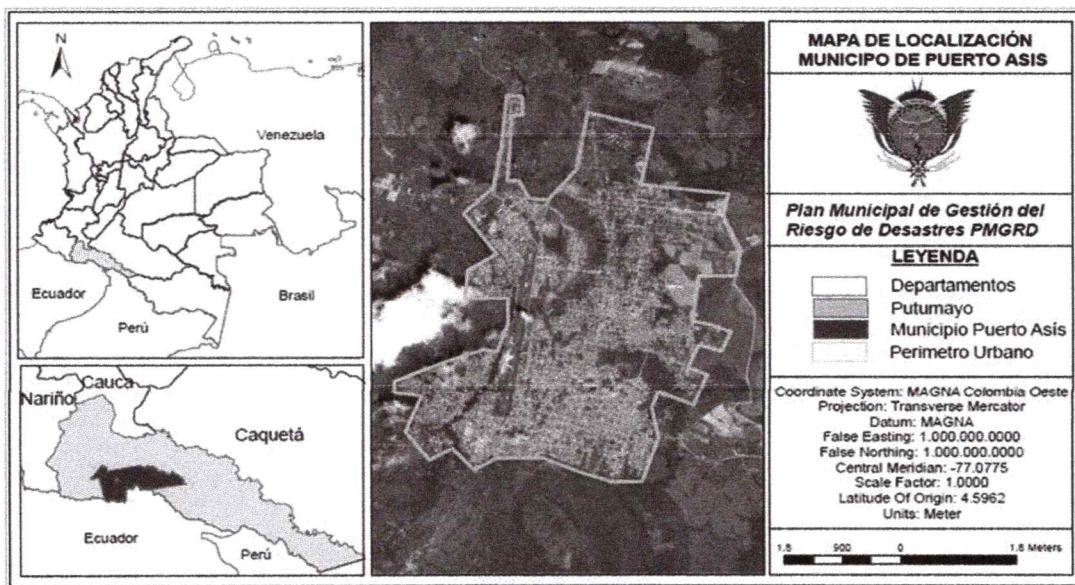 N
Venezuela
Ecuador
Perú
Brasil
Cauca
Nariño
Caquetá
Ecuador
Perú
MAPA DE LOCALIZACIÓN
MUNICIPO DE PUERTO ASIS
Plan Municipal de Gestión del
Riesgo de Desastres PMGRD
LEYENDA
Departamentos
Putumayo
Municipio Puerto Asís
Perimetro Urbano
Coordinate System: MAGNA Colombia Oeste
Projection: Transverse Mercator
Datum: MAGNA
False Easting: 1.000.000.0000
False Northing: 1.000.000.0000
Central Meridian: -77.0775
Scale Factor: 1.0000
Latitude Of Origin: 4.5962
Units: Meter
1.8 900 0 1.8 Meters